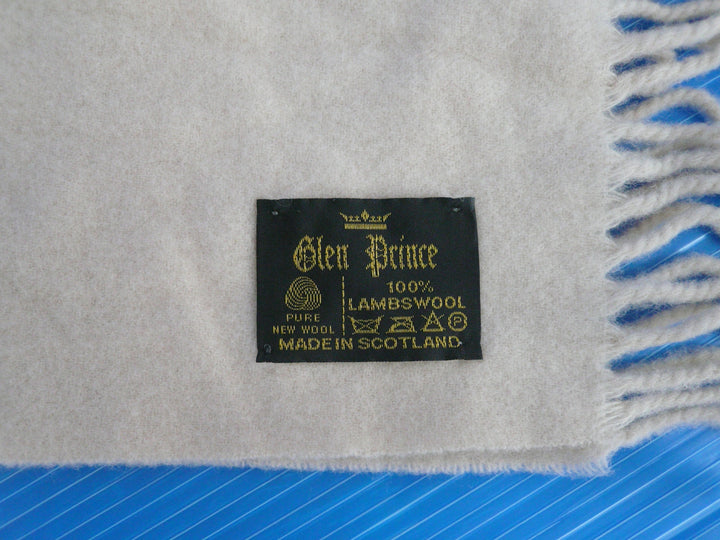 Glen Prince
100%
LAMBSWOOL
PURE
NEW WOOL
P
MADE IN SCOTLAND